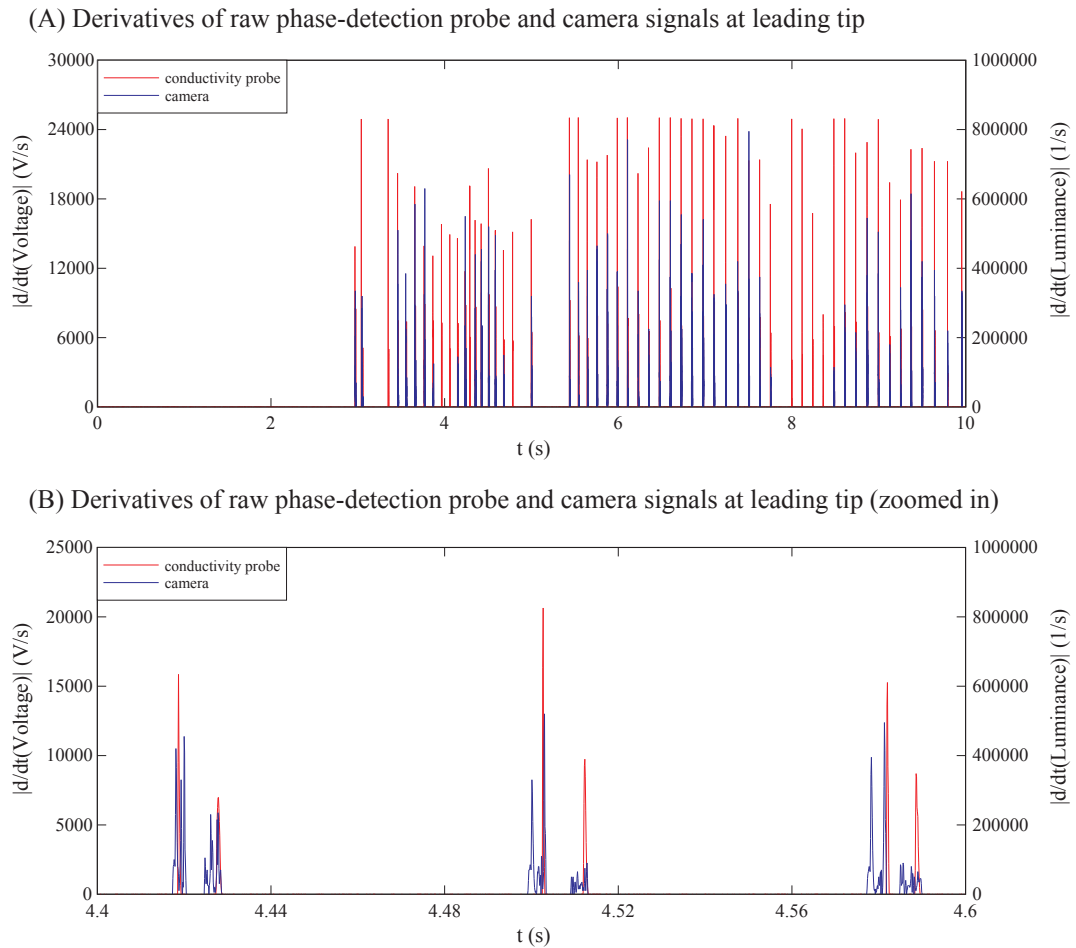 (A) Derivatives of raw phase-detection probe and camera signals at leading tip
30000
24000
18000
12000
6000
0
|d/dt(Voltage)| (V/s)
conductivity probe
camera
1000000
800000
600000
400000
200000
0
|d/dt(Luminance)| (1/s)
0 2 4 6 8 10
t (s)
(B) Derivatives of raw phase-detection probe and camera signals at leading tip (zoomed in)
25000
20000
15000
10000
5000
0
|d/dt(Voltage)| (V/s)
conductivity probe
camera
1000000
800000
600000
400000
200000
0
|d/dt(Luminance)| (1/s)
4.4 4.44 4.48 4.52 4.56 4.6
t (s)